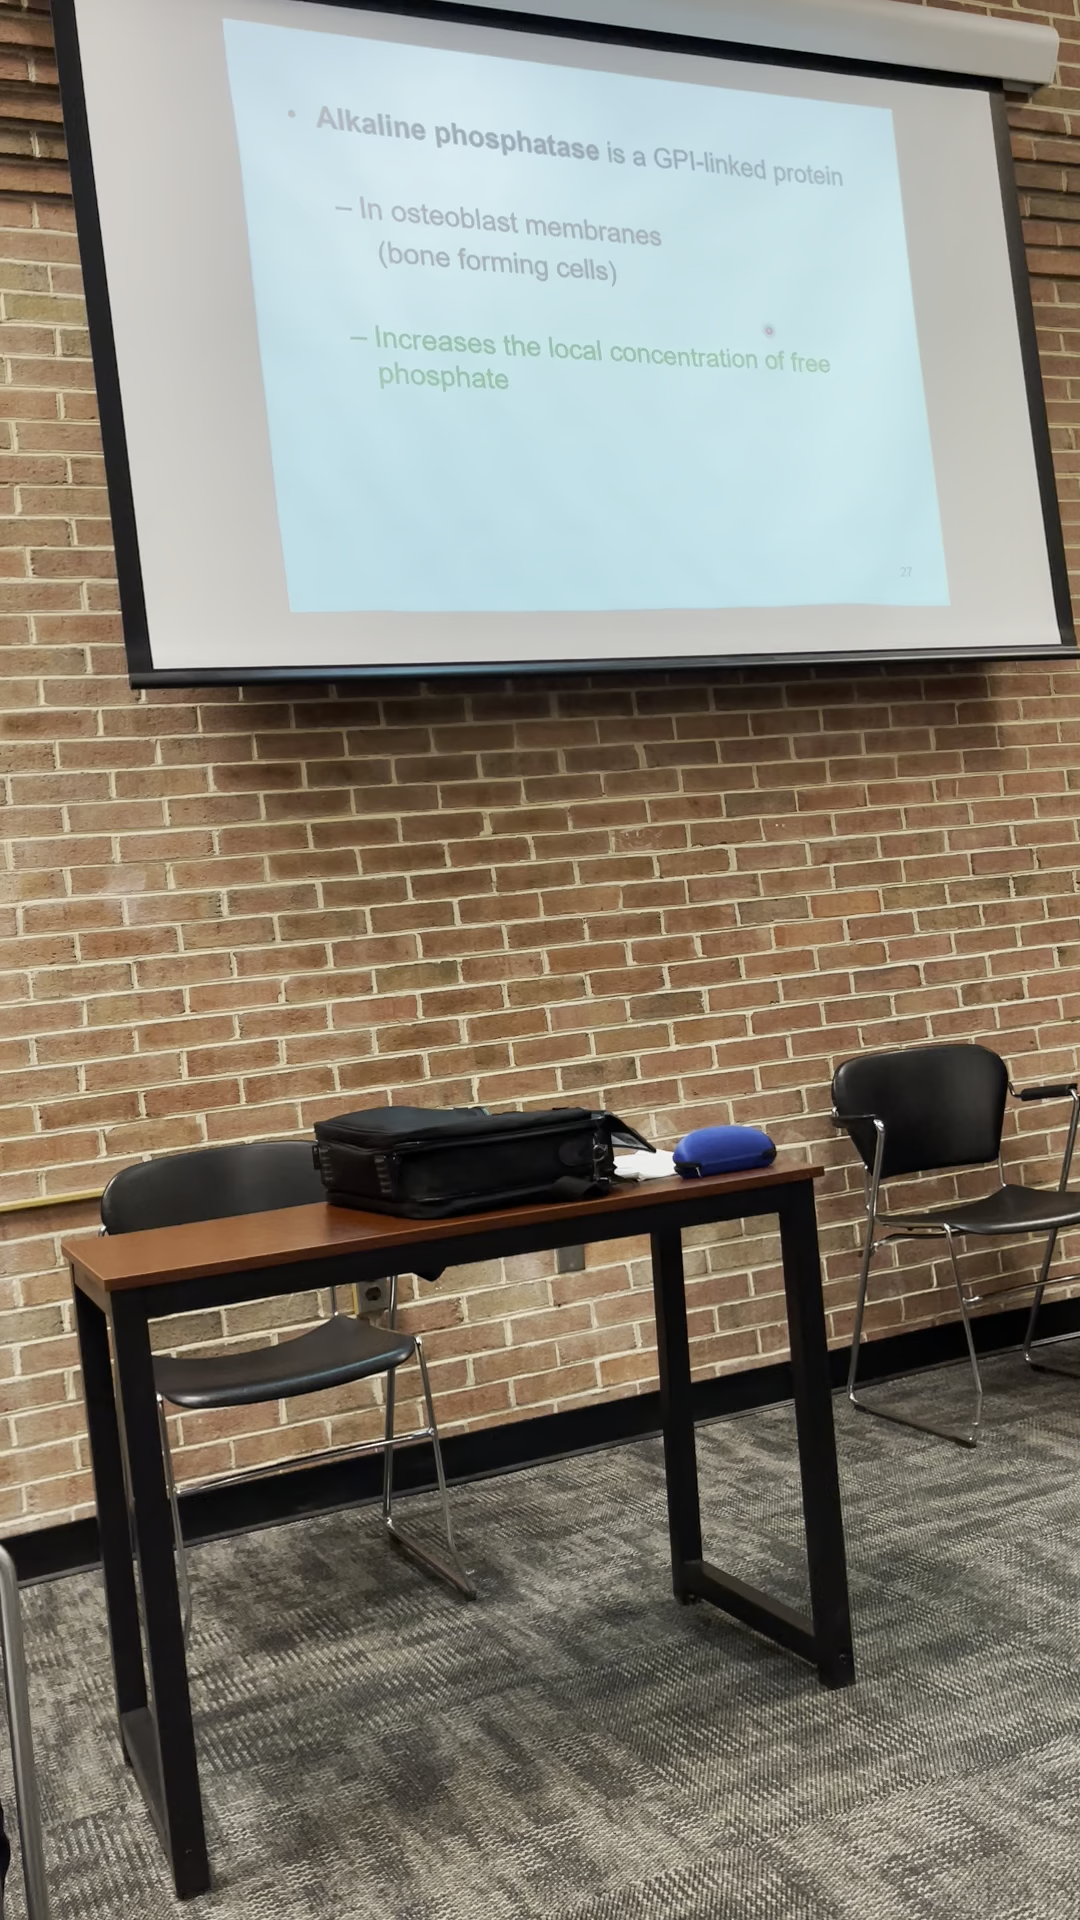 • Alkaline phosphatase is a GPI-linked protein
– In osteoblast membranes
(bone forming cells)
– Increases the local concentration of free
phosphate
27